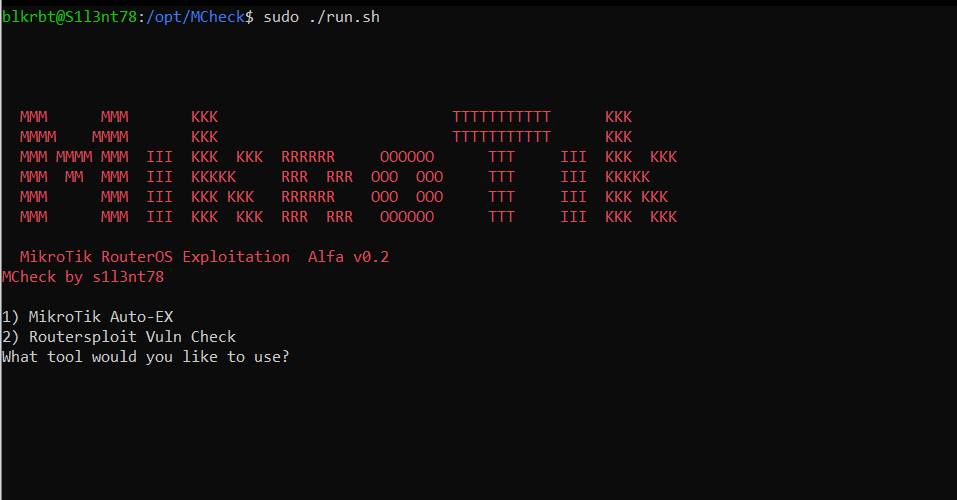 blkrbt@S1l3nt78:/opt/MCheck$ sudo ./run.sh
  MMM      MMM       KKK                          TTTTTTTTTTT      KKK
  MMMM    MMMM       KKK                          TTTTTTTTTTT      KKK
  MMM MMMM MMM  III  KKK  KKK  RRRRRR     OOOOOO      TTT     III  KKK  KKK
  MMM  MM  MMM  III  KKKKK     RRR  RRR  OOO  OOO     TTT     III  KKKKK
  MMM      MMM  III  KKK KKK   RRRRRR    OOO  OOO     TTT     III  KKK KKK
  MMM      MMM  III  KKK  KKK  RRR  RRR   OOOOOO      TTT     III  KKK  KKK
  MikroTik RouterOS Exploitation  Alfa v0.2
MCheck by s1l3nt78
1) MikroTik Auto-EX
2) Routersploit Vuln Check
What tool would you like to use?